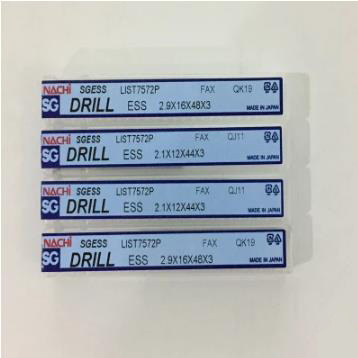 NACHI SGESS LIST7572P FAX QK19
SG DRILL ESS 2.9X16X48X3 MADE IN JAPAN
NACHI SGESS LIST7572P FAX QJ11
SG DRILL ESS 2.1X12X44X3 MADE IN JAPAN
NACHI SGESS LIST7572P FAX QJ11
SG DRILL ESS 2.1X12X44X3 MADE IN JAPAN
NACHI SGESS LIST7572P FAX QK19
SG DRILL ESS 2.9X16X48X3 MADE IN JAPAN